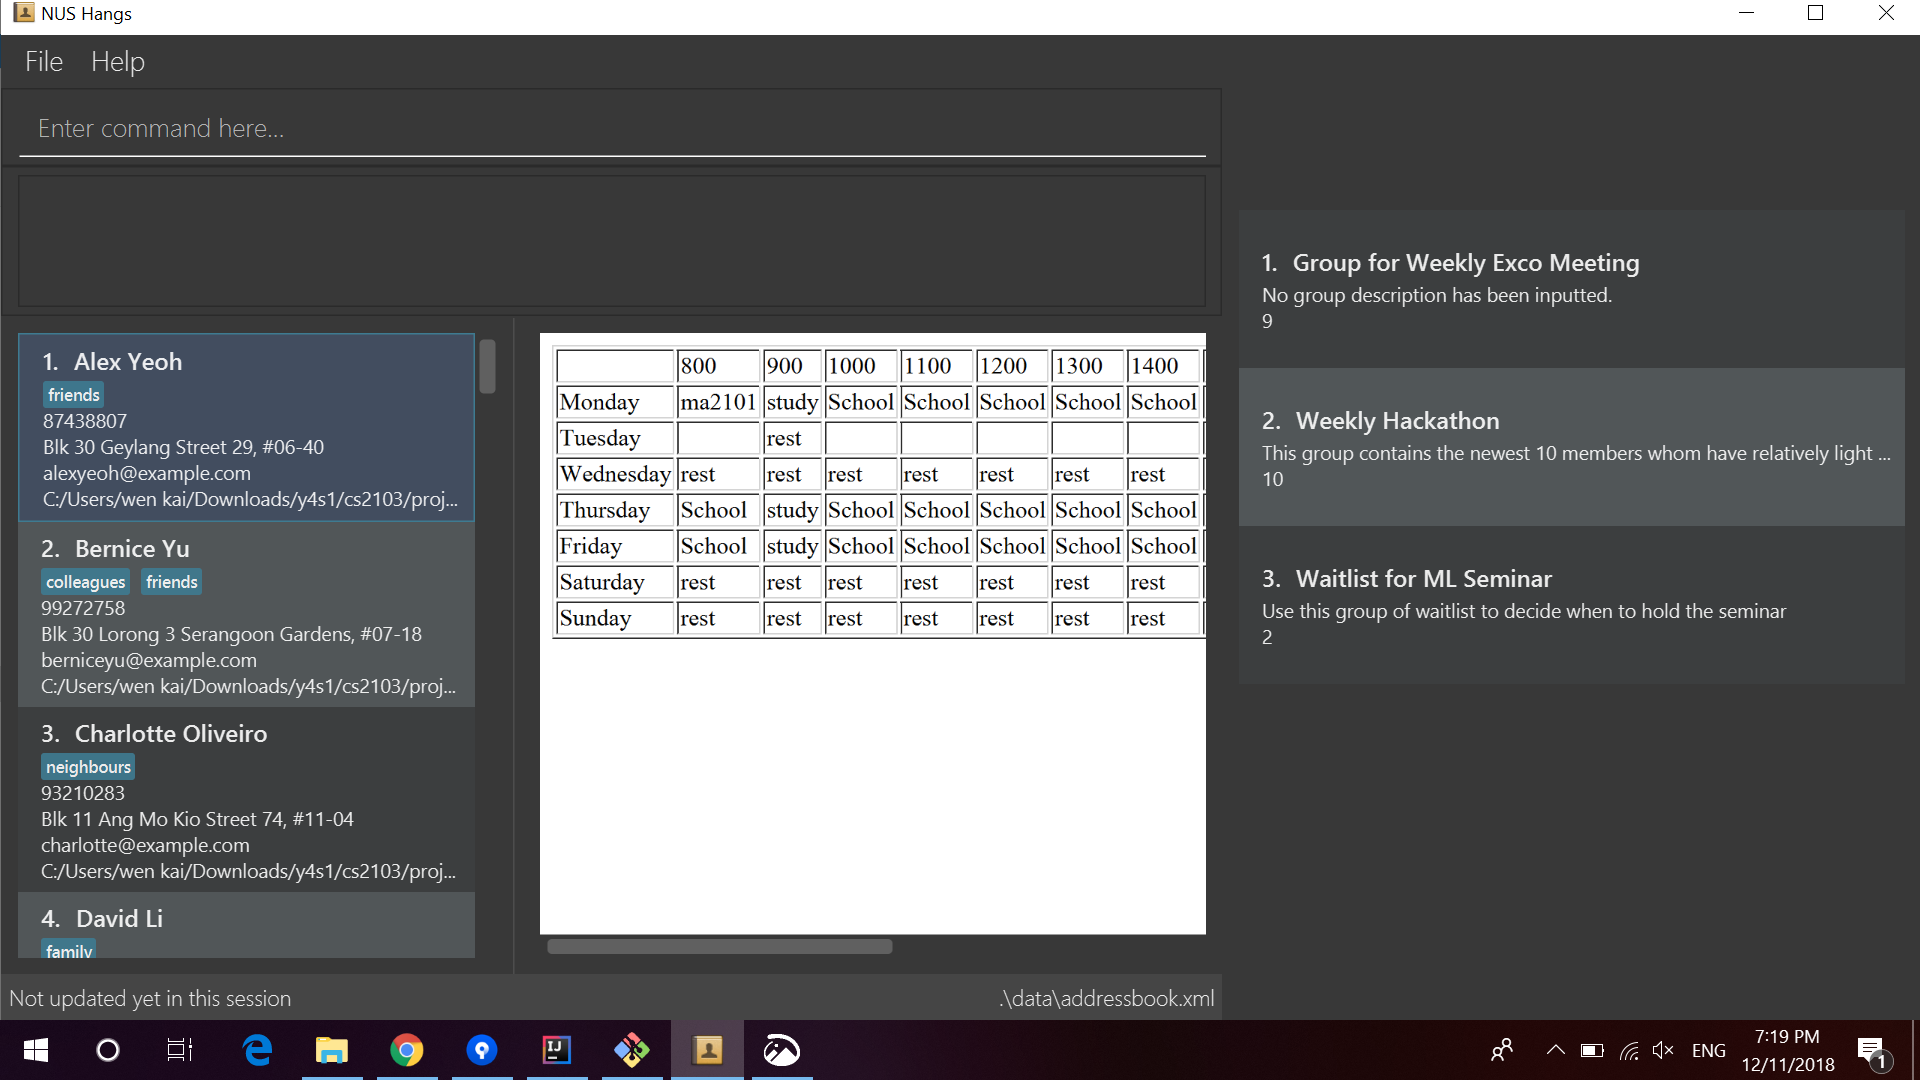 NUS Hangs
File Help
Enter command here...
1. Alex Yeoh
friends
87438807
Blk 30 Geylang Street 29, #06-40
alexyeoh@example.com
C:/Users/wen kai/Downloads/y4s1/cs2103/proj...
2. Bernice Yu
colleagues friends
99272758
Blk 30 Lorong 3 Serangoon Gardens, #07-18
berniceyu@example.com
C:/Users/wen kai/Downloads/y4s1/cs2103/proj...
3. Charlotte Oliveiro
neighbours
93210283
Blk 11 Ang Mo Kio Street 74, #11-04
charlotte@example.com
C:/Users/wen kai/Downloads/y4s1/cs2103/proj...
4. David Li
family
800 900 1000 1100 1200 1300 1400
Monday ma2101 study School School School School School
Tuesday rest
Wednesday rest rest rest rest rest rest rest
Thursday School study School School School School School
Friday School study School School School School School
Saturday rest rest rest rest rest rest rest
Sunday rest rest rest rest rest rest rest
1. Group for Weekly Exco Meeting
No group description has been inputted.
9
2. Weekly Hackathon
This group contains the newest 10 members whom have relatively light ...
10
3. Waitlist for ML Seminar
Use this group of waitlist to decide when to hold the seminar
2
Not updated yet in this session
.\data\addressbook.xml
IJ
ENG
7:19 PM
12/11/2018
1